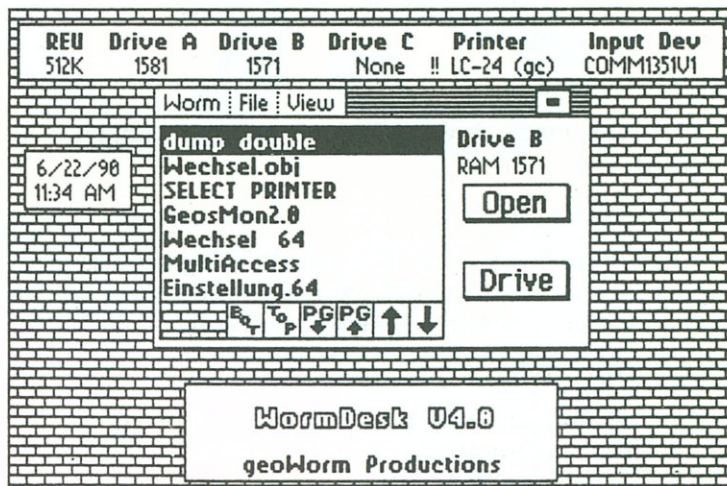 REU Drive A Drive B Drive C Printer Input Dev
512K 1581 1571 None !! LC-24 (gc) COMM1351V1
Worm File View
6/22/90
11:34 AM
dump double
Wechsel.obj
SELECT PRINTER
GeosMon2.0
Wechsel 64
MultiAccess
Einstellung.64
BOT TOP PG PG
Drive B
RAM 1571
Open
Drive
WormDesk V4.0
geoWorm Productions